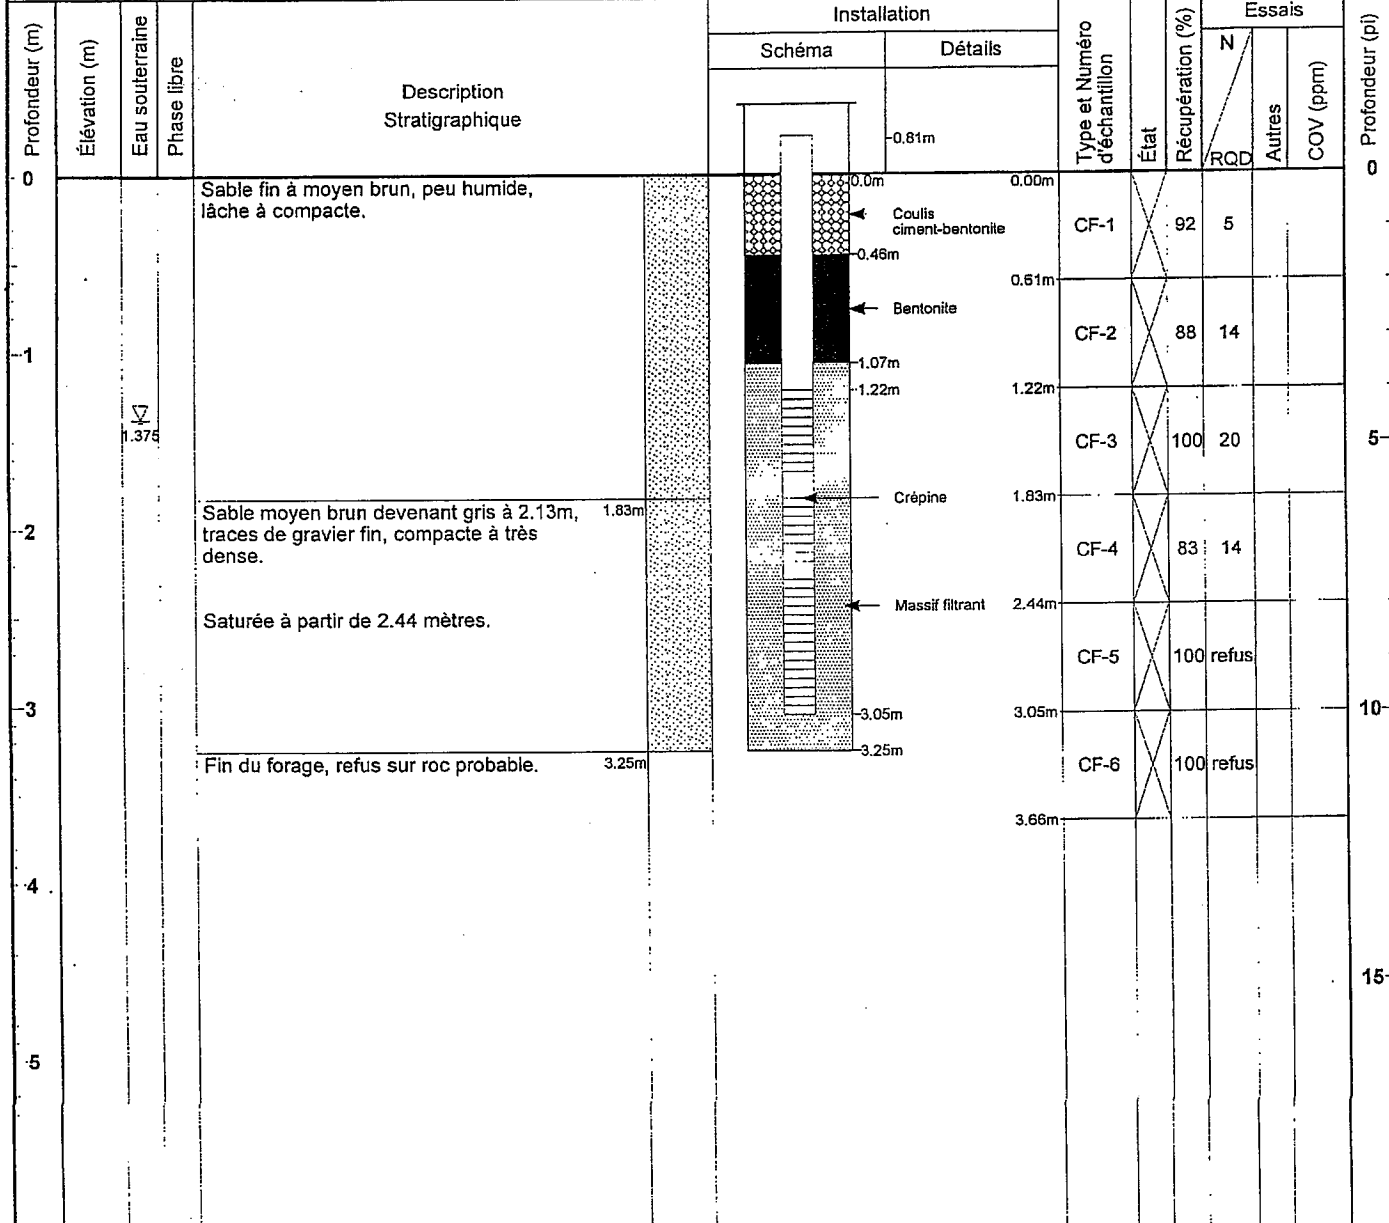 Profondeur (m)
Élévation (m)
Eau souterraine
Phase libre
Description
Stratigraphique
Installation
Schéma
Détails
Type et Numéro
d'échantillon
État
Récupération (%)
Essais
N
RQD
Autres
COV (ppm)
Profondeur (pi)
0.81m
0
0
Sable fin à moyen brun, peu humide,
lâche à compacte.
0.0m
0.00m
Coulis
ciment-bentonite
CF-1 92 5
0.46m
0.61m
Bentonite
CF-2 88 14
1
1.07m
1.22m
1.22m
1.375
CF-3 100 20
5
Crépine
1.83m
Sable moyen brun devenant gris à 2.13m, 1.83m
traces de gravier fin, compacte à très
dense.
2
CF-4 83 14
Massif filtrant
2.44m
Saturée à partir de 2.44 mètres.
CF-5 100 refus
3
3.05m
3.05m
10
3.25m
Fin du forage, refus sur roc probable. 3.25m
CF-6 100 refus
3.66m
4
15
5